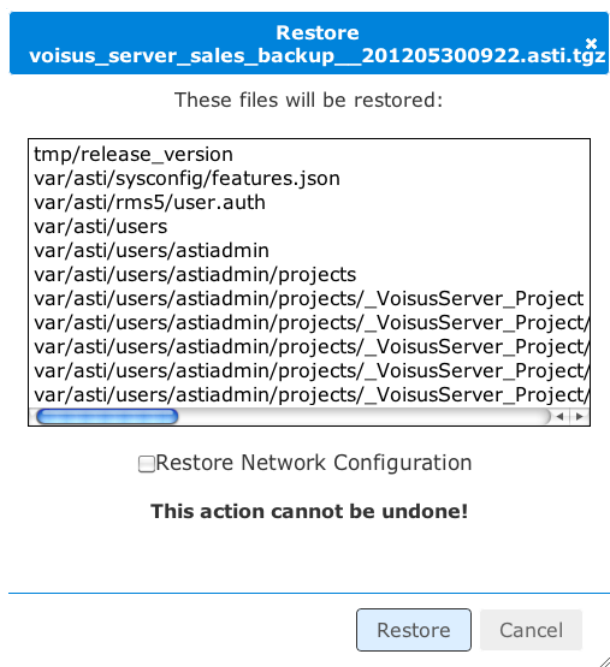 Restore
voisus_server_sales_backup__201205300922.asti.tgz
These files will be restored:
tmp/release_version
var/asti/sysconfig/features.json
var/asti/rms5/user.auth
var/asti/users
var/asti/users/astiadmin
var/asti/users/astiadmin/projects
var/asti/users/astiadmin/projects/_VoisusServer_Project
var/asti/users/astiadmin/projects/_VoisusServer_Project/
var/asti/users/astiadmin/projects/_VoisusServer_Project/
var/asti/users/astiadmin/projects/_VoisusServer_Project/
var/asti/users/astiadmin/projects/_VoisusServer_Project/
Restore Network Configuration
This action cannot be undone!
Restore Cancel